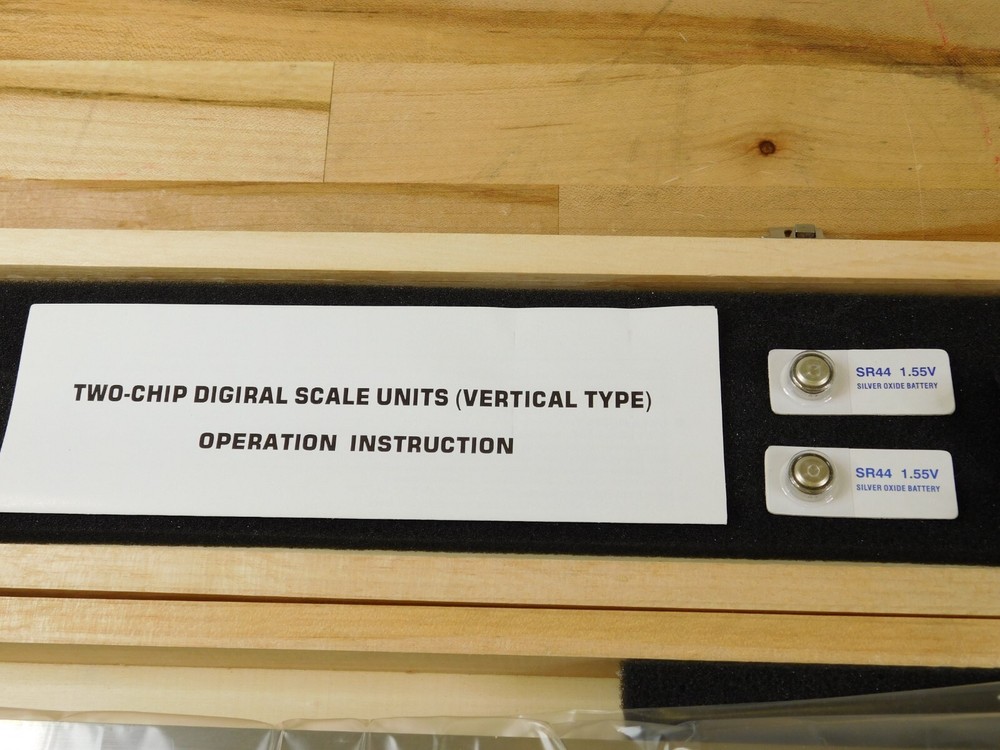 TWO-CHIP DIGIRAL SCALE UNITS (VERTICAL TYPE)
OPERATION INSTRUCTION
SR44 1.55V
SILVER OXIDE BATTERY
SR44 1.55V
SILVER OXIDE BATTERY